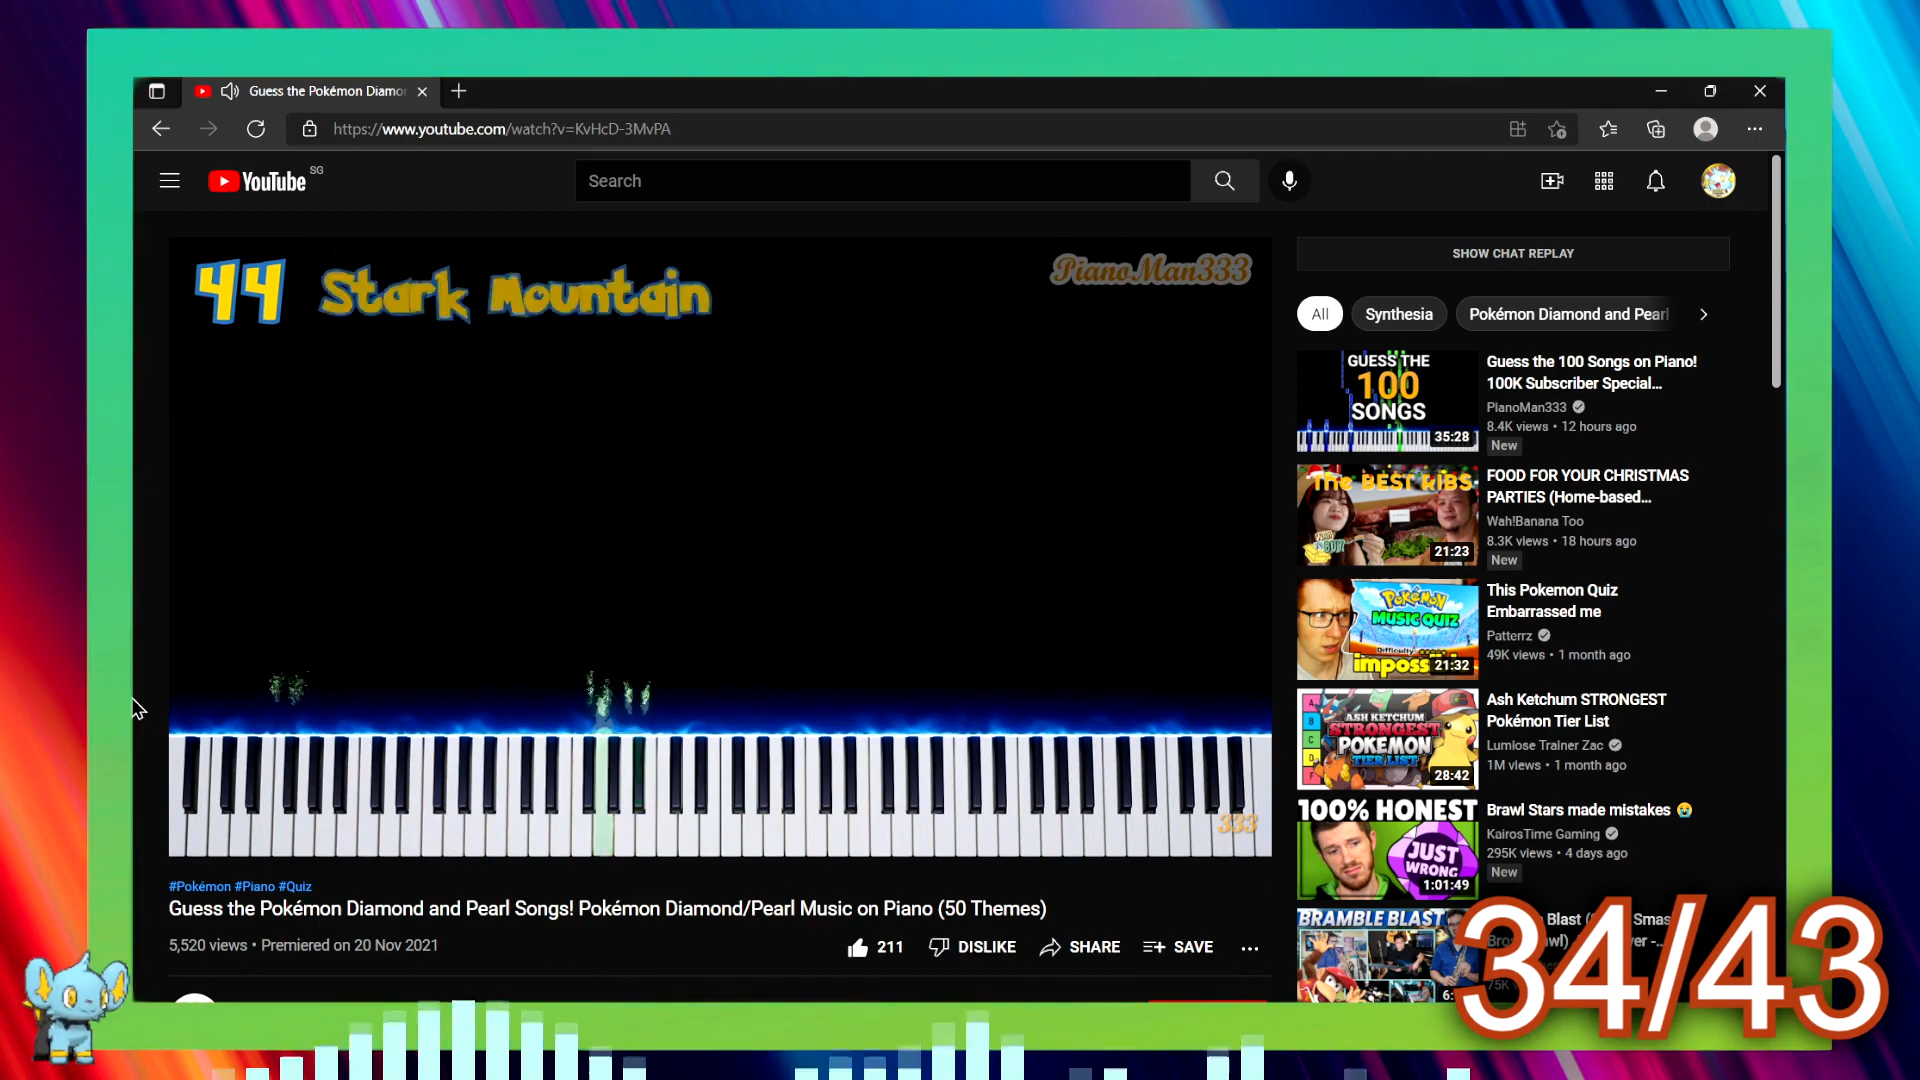 Guess the Pokémon Diamo
https://www.youtube.com/watch?v=KvHcD-3MvPA
YouTube SG
Search
44 Stark Mountain
PianoMan333
333
#Pokémon #Piano #Quiz
Guess the Pokémon Diamond and Pearl Songs! Pokémon Diamond/Pearl Music on Piano (50 Themes)
5,520 views • Premiered on 20 Nov 2021
211 DISLIKE SHARE SAVE
SHOW CHAT REPLAY
All Synthesia Pokémon Diamond and Pearl
GUESS THE
100
SONGS
35:28
Guess the 100 Songs on Piano!
100K Subscriber Special...
PianoMan333
8.4K views • 12 hours ago
New
The BEST RIBS
21:23
FOOD FOR YOUR CHRISTMAS
PARTIES (Home-based...
Wah!Banana Too
8.3K views • 18 hours ago
New
Pokémon
MUSIC QUIZ
Difficulty
imposs
21:32
This Pokemon Quiz
Embarrassed me
Patterrz
49K views • 1 month ago
A
B
C
D
F
ASH KETCHUM
STRONGEST
POKEMON
TIER LIST
28:42
Ash Ketchum STRONGEST
Pokémon Tier List
Lumiose Trainer Zac
1M views • 1 month ago
100% HONEST
JUST
WRONG
1:01:49
Brawl Stars made mistakes 😭
KairosTime Gaming
295K views • 4 days ago
New
BRAMBLE BLAST
6:
Blast
Smas
34/43